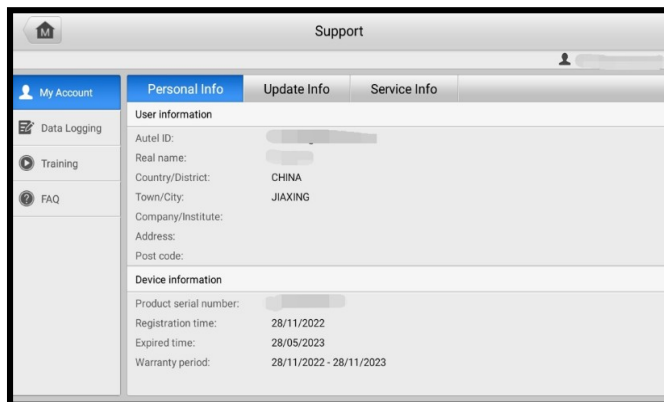 M
Support
My Account
Data Logging
Training
FAQ
Personal Info Update Info Service Info
User information
Autel ID:
Real name:
Country/District: CHINA
Town/City: JIAXING
Company/Institute:
Address:
Post code:
Device information
Product serial number:
Registration time: 28/11/2022
Expired time: 28/05/2023
Warranty period: 28/11/2022 - 28/11/2023